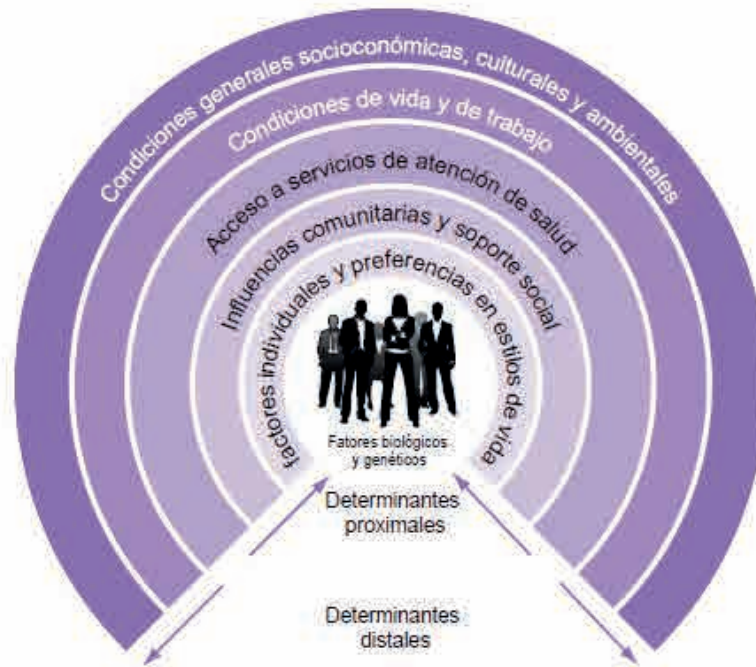 Condiciones generales socioconómicas, culturales y ambientales
Condiciones de vida y de trabajo
Acceso a servicios de atención de salud
Influencias comunitarias y soporte social
factores individuales y preferencias en estilos de vida
Fatores biológicos
y genéticos
Determinantes
proximales
Determinantes
distales